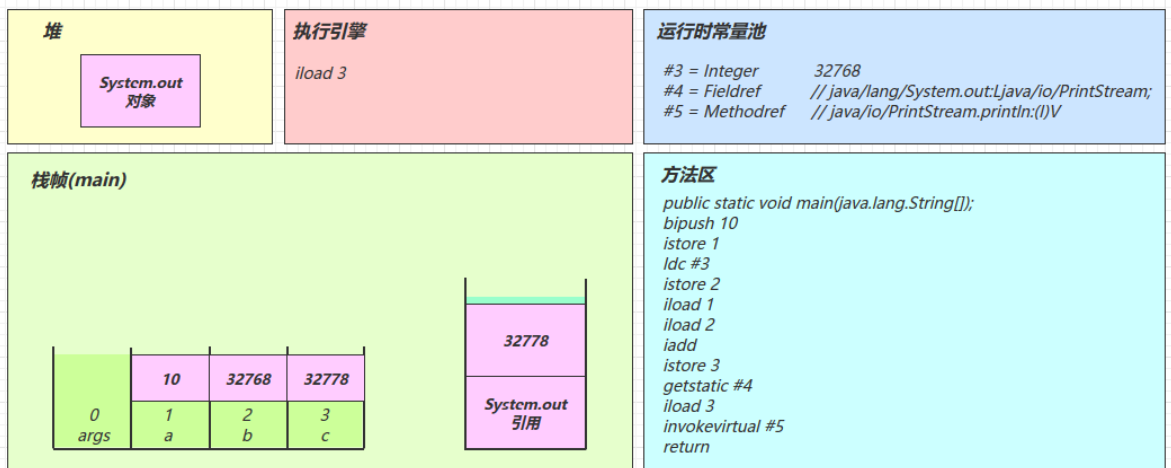 堆
System.out
对象
执行引擎
iload 3
运行时常量池
#3 = Integer 32768
#4 = Fieldref // java/lang/System.out:Ljava/io/PrintStream;
#5 = Methodref // java/io/PrintStream.println:(I)V
栈帧(main)
10 32768 32778
0 1 2 3
args a b c
32778
System.out
引用
方法区
public static void main(java.lang.String[]);
bipush 10
istore 1
ldc #3
istore 2
iload 1
iload 2
iadd
istore 3
getstatic #4
iload 3
invokevirtual #5
return